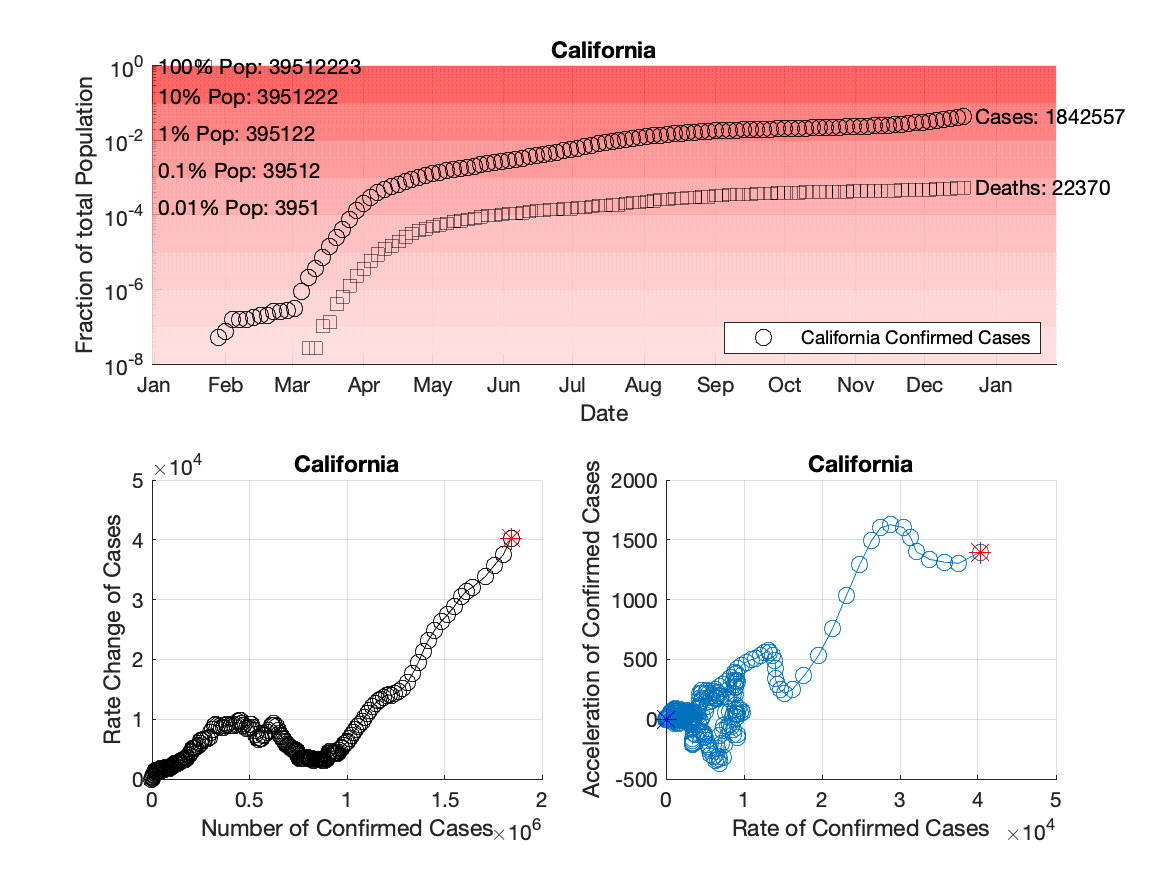 California
10^0
10^-2
10^-4
10^-6
10^-8
Fraction of total Population
100% Pop: 39512223
10% Pop: 3951222
1% Pop: 395122
0.1% Pop: 39512
0.01% Pop: 3951
Cases: 1842557
Deaths: 22370
California Confirmed Cases
Jan Feb Mar Apr May Jun Jul Aug Sep Oct Nov Dec Jan
Date
California
×10^4
5
4
3
2
1
0
Rate Change of Cases
0 0.5 1 1.5 2
Number of Confirmed Cases
×10^6
California
2000
1500
1000
500
0
-500
Acceleration of Confirmed Cases
0 1 2 3 4 5
Rate of Confirmed Cases
×10^4